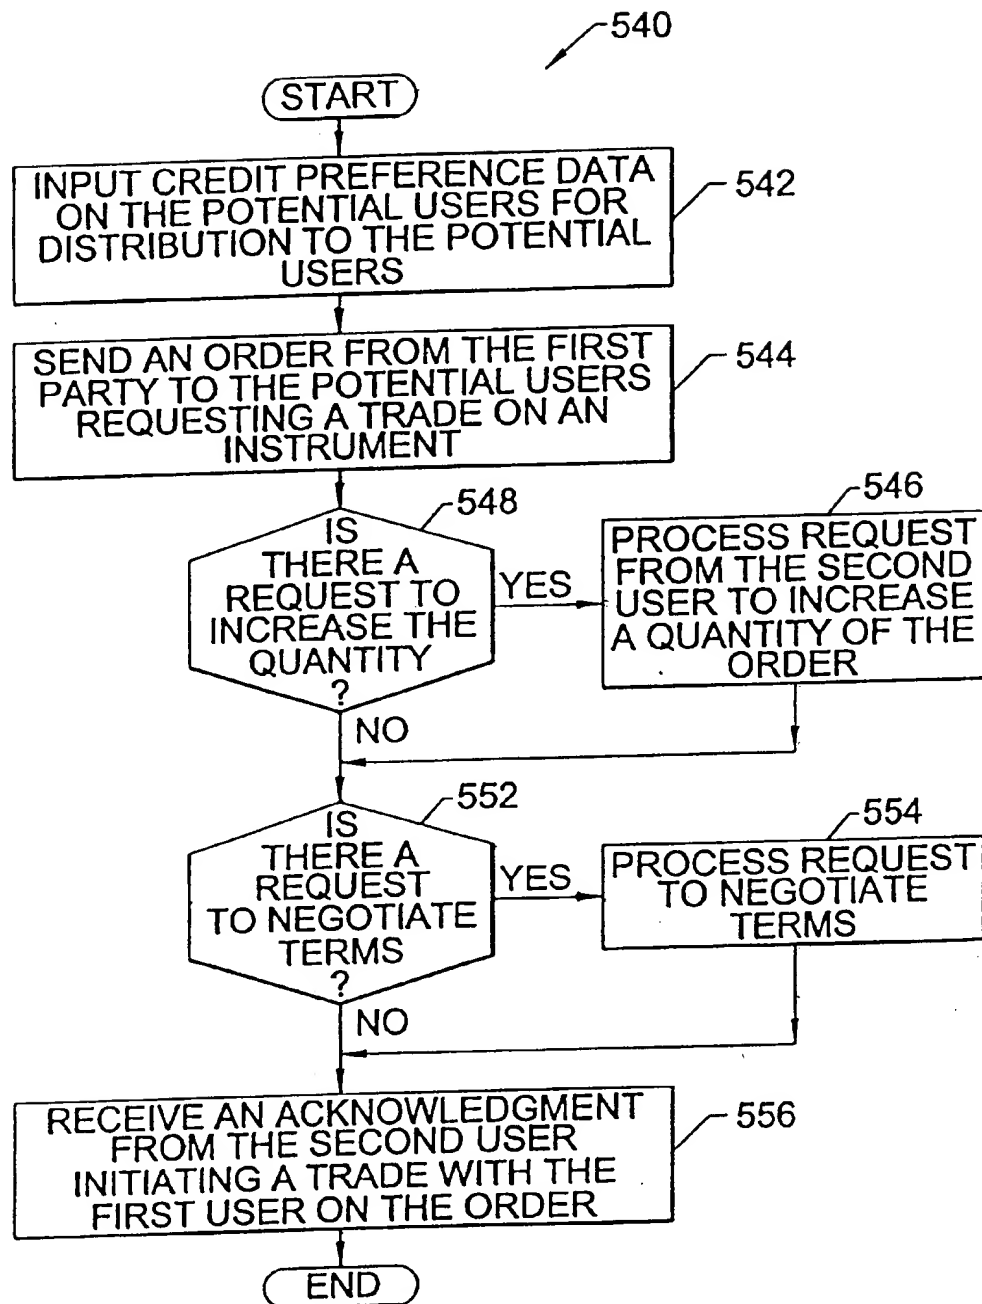 540
START
INPUT CREDIT PREFERENCE DATA
ON THE POTENTIAL USERS FOR
DISTRIBUTION TO THE POTENTIAL
USERS
542
SEND AN ORDER FROM THE FIRST
PARTY TO THE POTENTIAL USERS
REQUESTING A TRADE ON AN
INSTRUMENT
544
548
IS
THERE A
REQUEST TO
INCREASE THE
QUANTITY
?
YES
NO
546
PROCESS REQUEST
FROM THE SECOND
USER TO INCREASE
A QUANTITY OF THE
ORDER
552
IS
THERE A
REQUEST
TO NEGOTIATE
TERMS
?
YES
NO
554
PROCESS REQUEST
TO NEGOTIATE
TERMS
RECEIVE AN ACKNOWLEDGMENT
FROM THE SECOND USER
INITIATING A TRADE WITH THE
FIRST USER ON THE ORDER
556
END